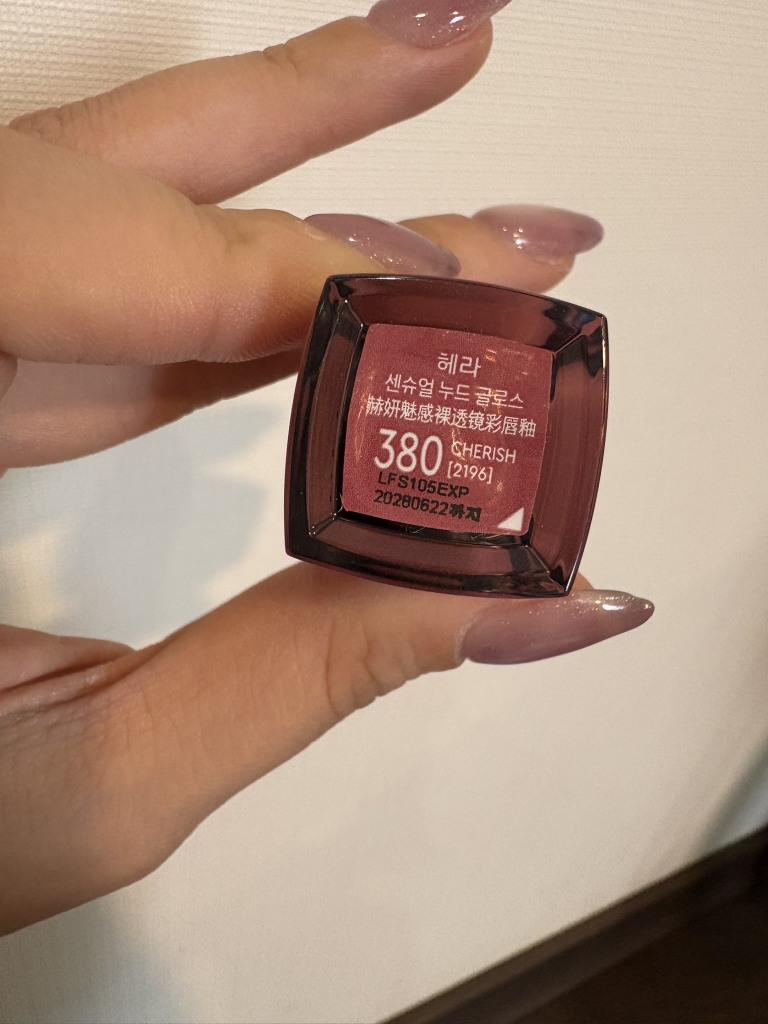 헤라
센슈얼 누드 글로스
赫妍魅感裸透镜彩唇釉
380 CHERISH
[2196]
LFS105EXP
20280622까지